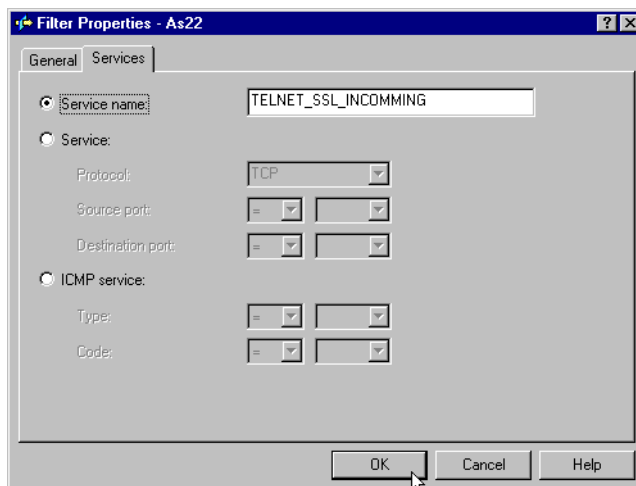 Filter Properties - As22
General Services
Service name: TELNET_SSL_INCOMMING
Service:
Protocol: TCP
Source port: =
Destination port: =
ICMP service:
Type: =
Code: =
OK Cancel Help